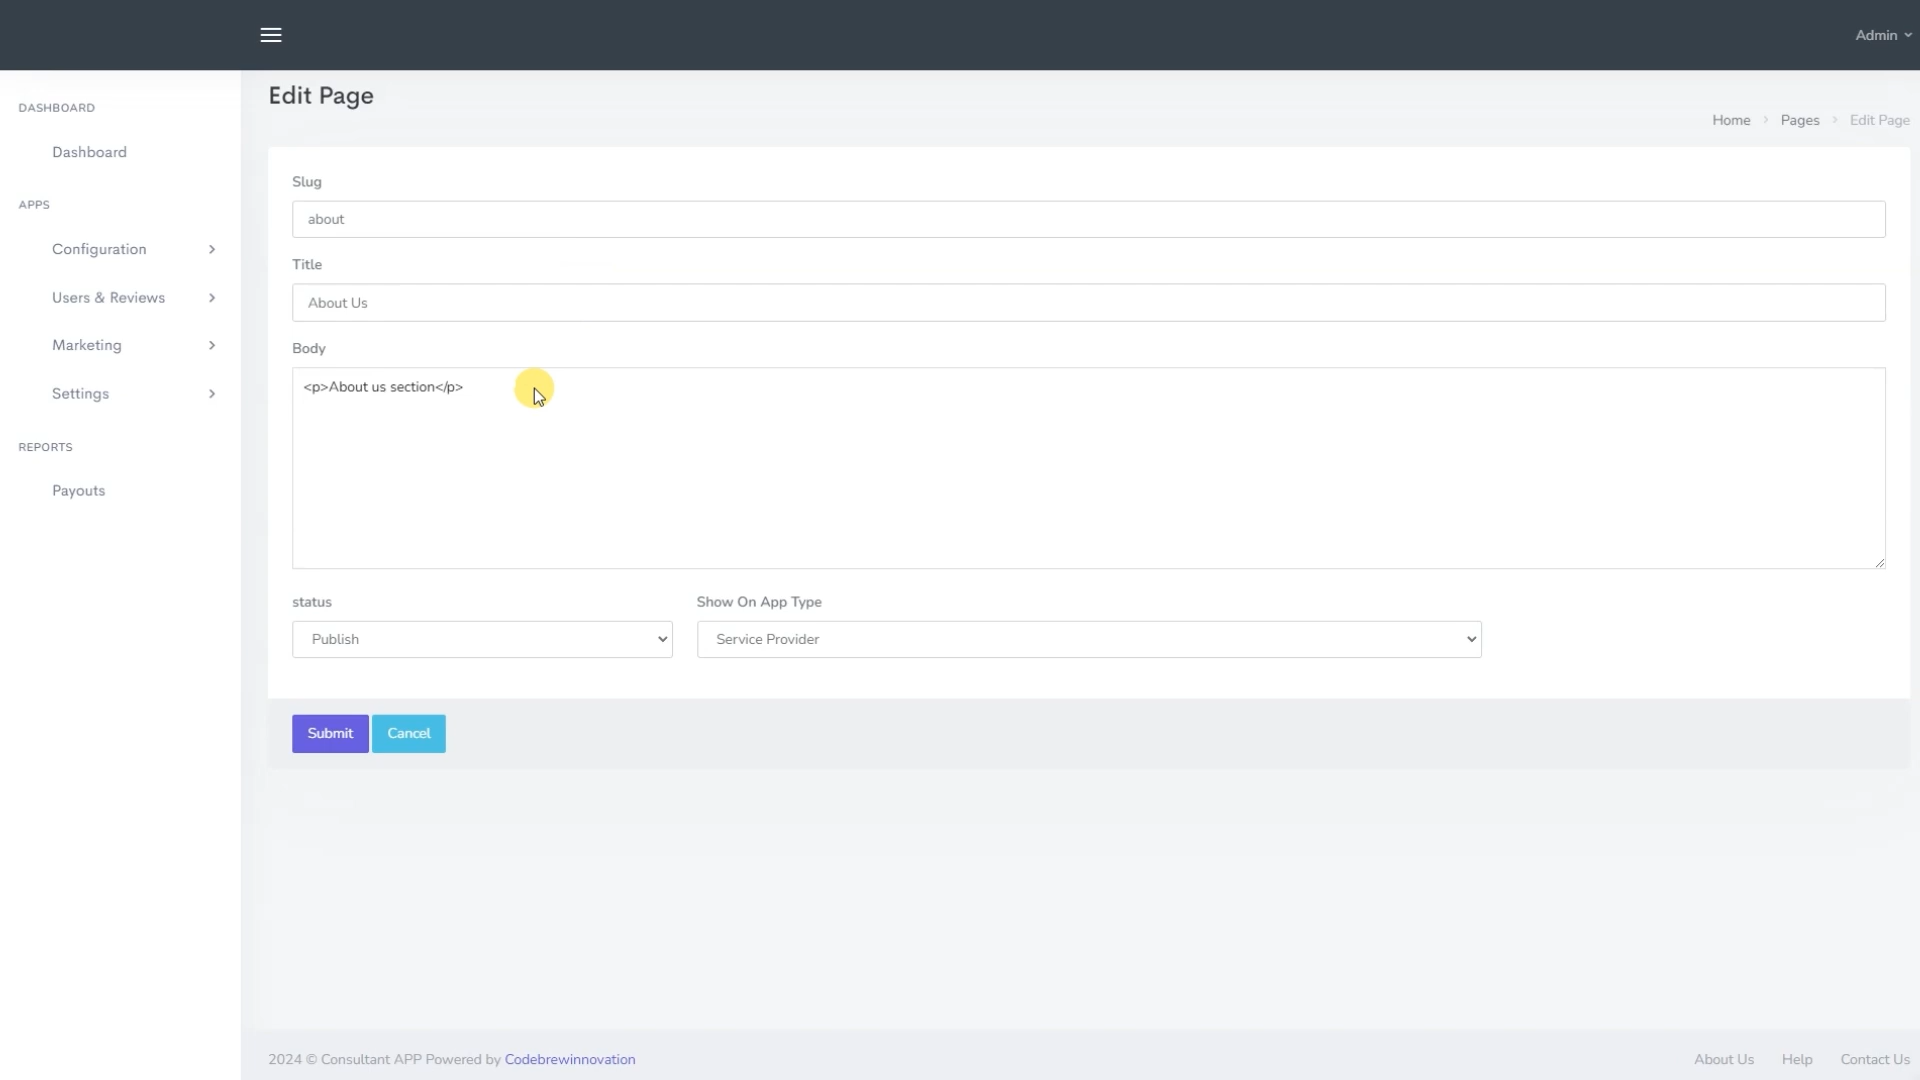 Admin
DASHBOARD
Dashboard
APPS
Configuration
Users & Reviews
Marketing
Settings
REPORTS
Payouts
Edit Page
Home > Pages > Edit Page
Slug
about
Title
About Us
Body
<p>About us section</p>
status
Show On App Type
Publish
Service Provider
Submit
Cancel
2024 © Consultant APP Powered by Codebrewinnovation
About Us
Help
Contact Us